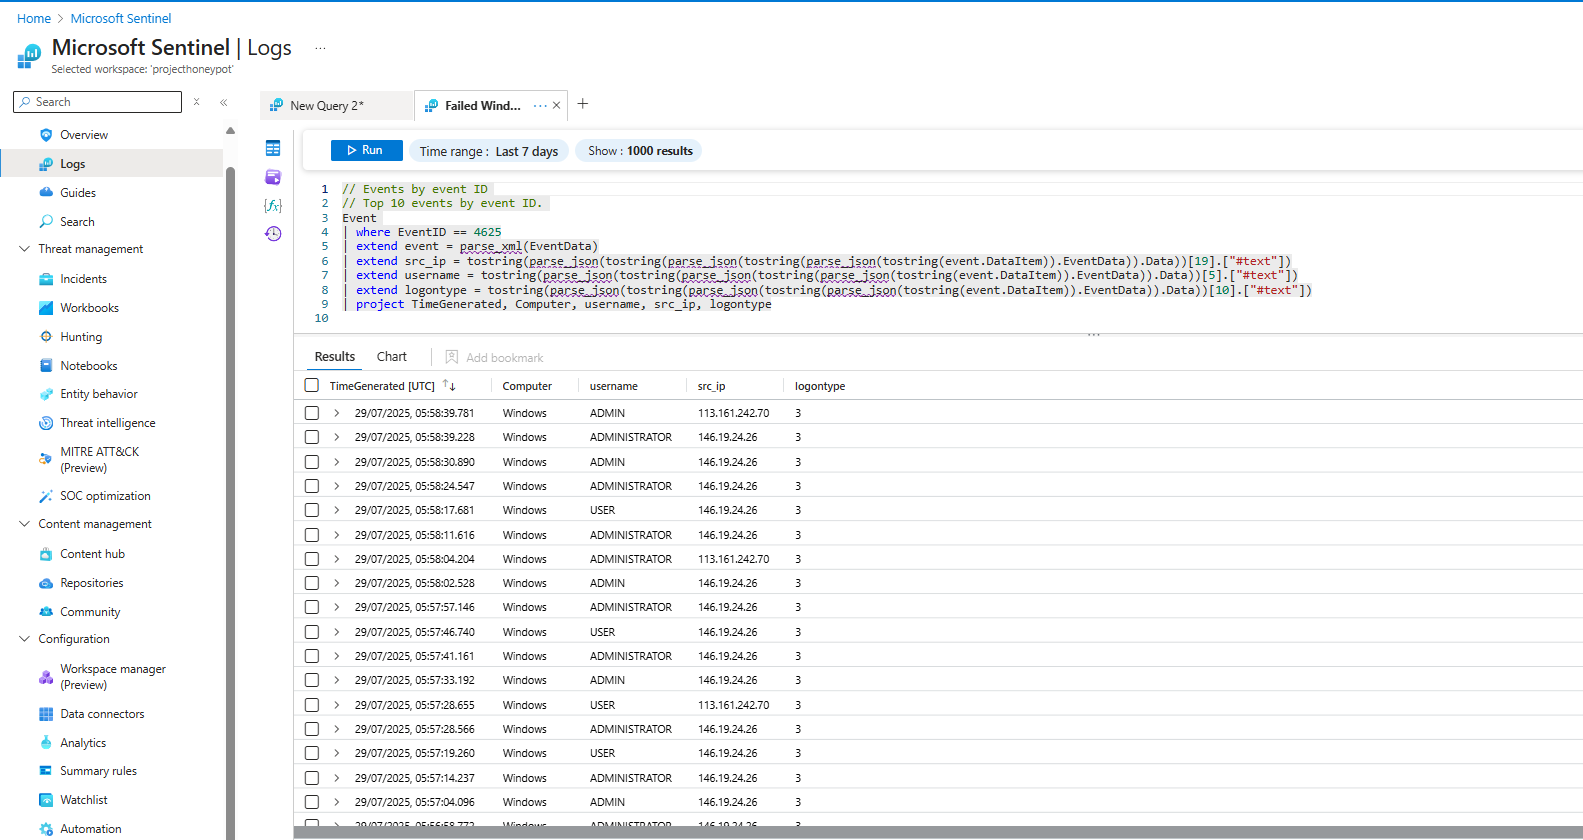 Home > Microsoft Sentinel
Microsoft Sentinel | Logs ...
Selected workspace: 'projecthoneypot'
Search
Overview
Logs
Guides
Search
Threat management
Incidents
Workbooks
Hunting
Notebooks
Entity behavior
Threat intelligence
MITRE ATT&CK
(Preview)
SOC optimization
Content management
Content hub
Repositories
Community
Configuration
Workspace manager
(Preview)
Data connectors
Analytics
Summary rules
Watchlist
Automation
New Query 2*
Failed Wind... ···
Run
Time range : Last 7 days
Show : 1000 results
1 // Events by event ID
2 // Top 10 events by event ID.
3 Event
4 | where EventID == 4625
5 | extend event = parse_xml(EventData)
6 | extend src_ip = tostring(parse_json(tostring(parse_json(tostring(parse_json(tostring(event.DataItem)).EventData)).Data))[19].["#text"])
7 | extend username = tostring(parse_json(tostring(parse_json(tostring(parse_json(tostring(event.DataItem)).EventData)).Data))[5].["#text"])
8 | extend logontype = tostring(parse_json(tostring(parse_json(tostring(parse_json(tostring(event.DataItem)).EventData)).Data))[10].["#text"])
9 | project TimeGenerated, Computer, username, src_ip, logontype
10
Results Chart Add bookmark
TimeGenerated [UTC] Computer username src_ip logontype
29/07/2025, 05:58:39.781 Windows ADMIN 113.161.242.70 3
29/07/2025, 05:58:39.228 Windows ADMINISTRATOR 146.19.24.26 3
29/07/2025, 05:58:30.890 Windows ADMIN 146.19.24.26 3
29/07/2025, 05:58:24.547 Windows ADMINISTRATOR 146.19.24.26 3
29/07/2025, 05:58:17.681 Windows USER 146.19.24.26 3
29/07/2025, 05:58:11.616 Windows ADMINISTRATOR 146.19.24.26 3
29/07/2025, 05:58:04.204 Windows ADMINISTRATOR 113.161.242.70 3
29/07/2025, 05:58:02.528 Windows ADMIN 146.19.24.26 3
29/07/2025, 05:57:57.146 Windows ADMINISTRATOR 146.19.24.26 3
29/07/2025, 05:57:46.740 Windows USER 146.19.24.26 3
29/07/2025, 05:57:41.161 Windows ADMINISTRATOR 146.19.24.26 3
29/07/2025, 05:57:33.192 Windows ADMIN 146.19.24.26 3
29/07/2025, 05:57:28.655 Windows USER 113.161.242.70 3
29/07/2025, 05:57:28.566 Windows ADMINISTRATOR 146.19.24.26 3
29/07/2025, 05:57:19.260 Windows USER 146.19.24.26 3
29/07/2025, 05:57:14.237 Windows ADMINISTRATOR 146.19.24.26 3
29/07/2025, 05:57:04.096 Windows ADMIN 146.19.24.26 3